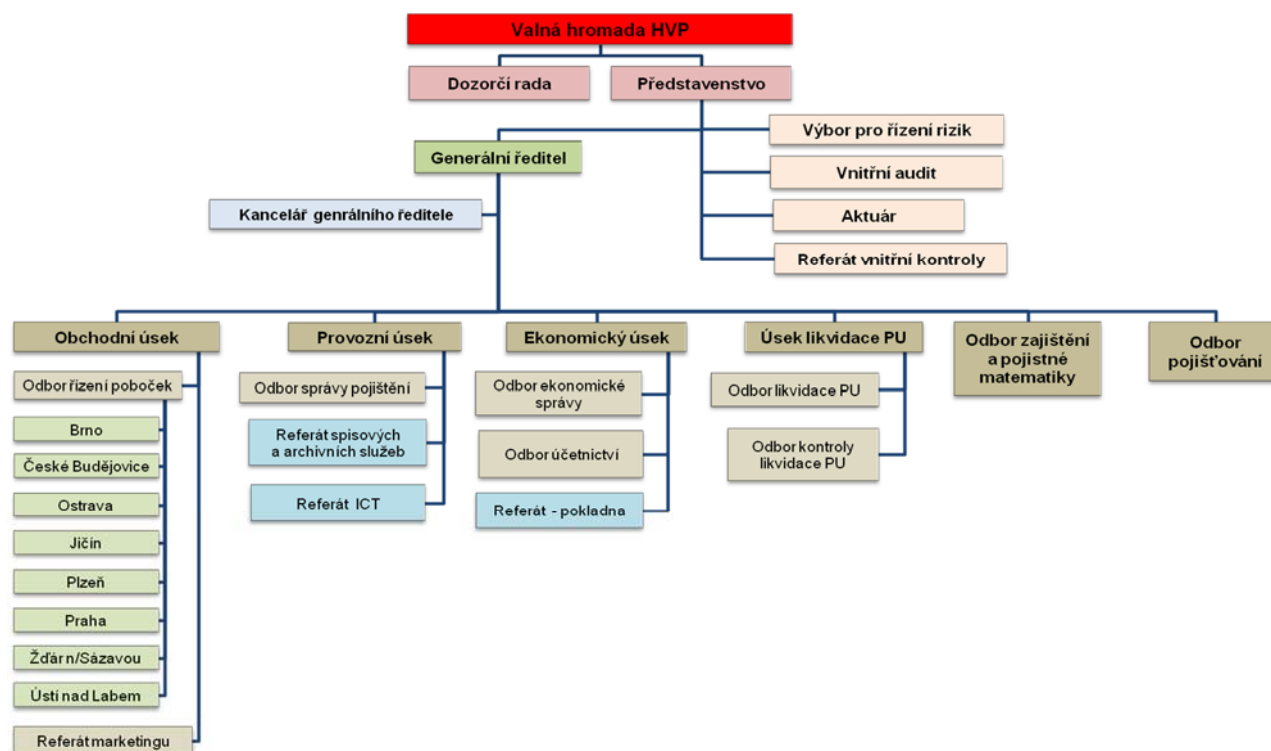 Valná hromada HVP
Dozorčí rada
Představenstvo
Výbor pro řízení rizik
Generální ředitel
Vnitřní audit
Kancelář genrálního ředitele
Aktuár
Referát vnitřní kontroly
Obchodní úsek
Provozní úsek
Ekonomický úsek
Úsek likvidace PU
Odbor zajištění
a pojistné
matematiky
Odbor
pojišťování
Odbor řízení poboček
Brno
České Budějovice
Ostrava
Jičín
Plzeň
Praha
Žďár n/Sázavou
Ústí nad Labem
Referát marketingu
Odbor správy pojištění
Referát spisových
a archivních služeb
Referát ICT
Odbor ekonomické
správy
Odbor účetnictví
Referát - pokladna
Odbor likvidace PU
Odbor kontroly
likvidace PU